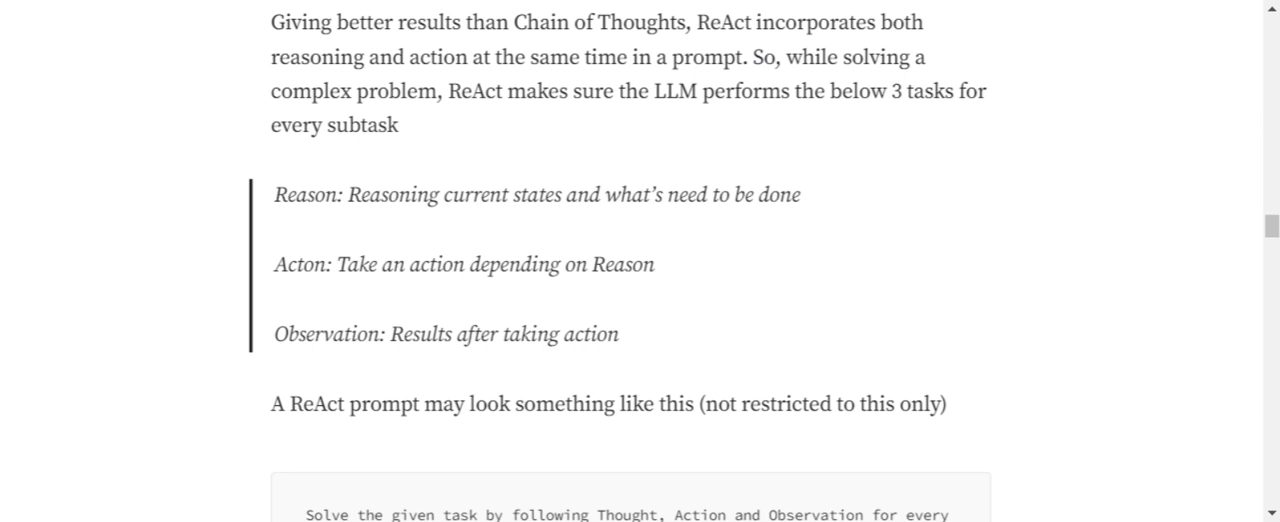 Giving better results than Chain of Thoughts, ReAct incorporates both
reasoning and action at the same time in a prompt. So, while solving a
complex problem, ReAct makes sure the LLM performs the below 3 tasks for
every subtask
Reason: Reasoning current states and what’s need to be done
Acton: Take an action depending on Reason
Observation: Results after taking action
A ReAct prompt may look something like this (not restricted to this only)
Solve the given task by following Thought, Action and Observation for every